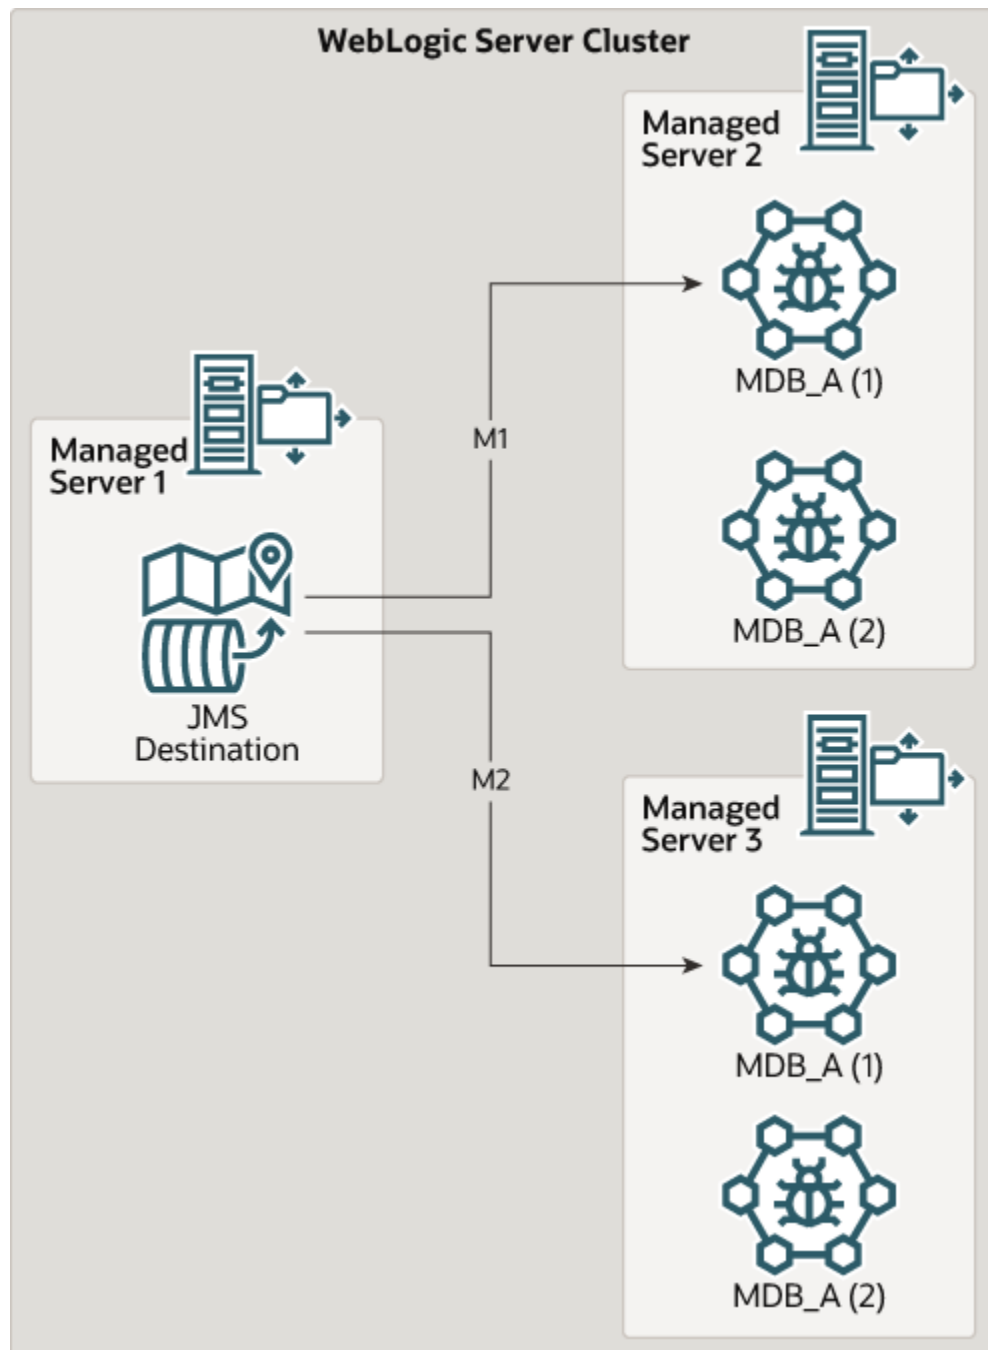 WebLogic Server Cluster
Managed
Server 2
MDB_A (1)
M1
Managed
Server 1
MDB_A (2)
JMS
Destination
M2
Managed
Server 3
MDB_A (1)
MDB_A (2)